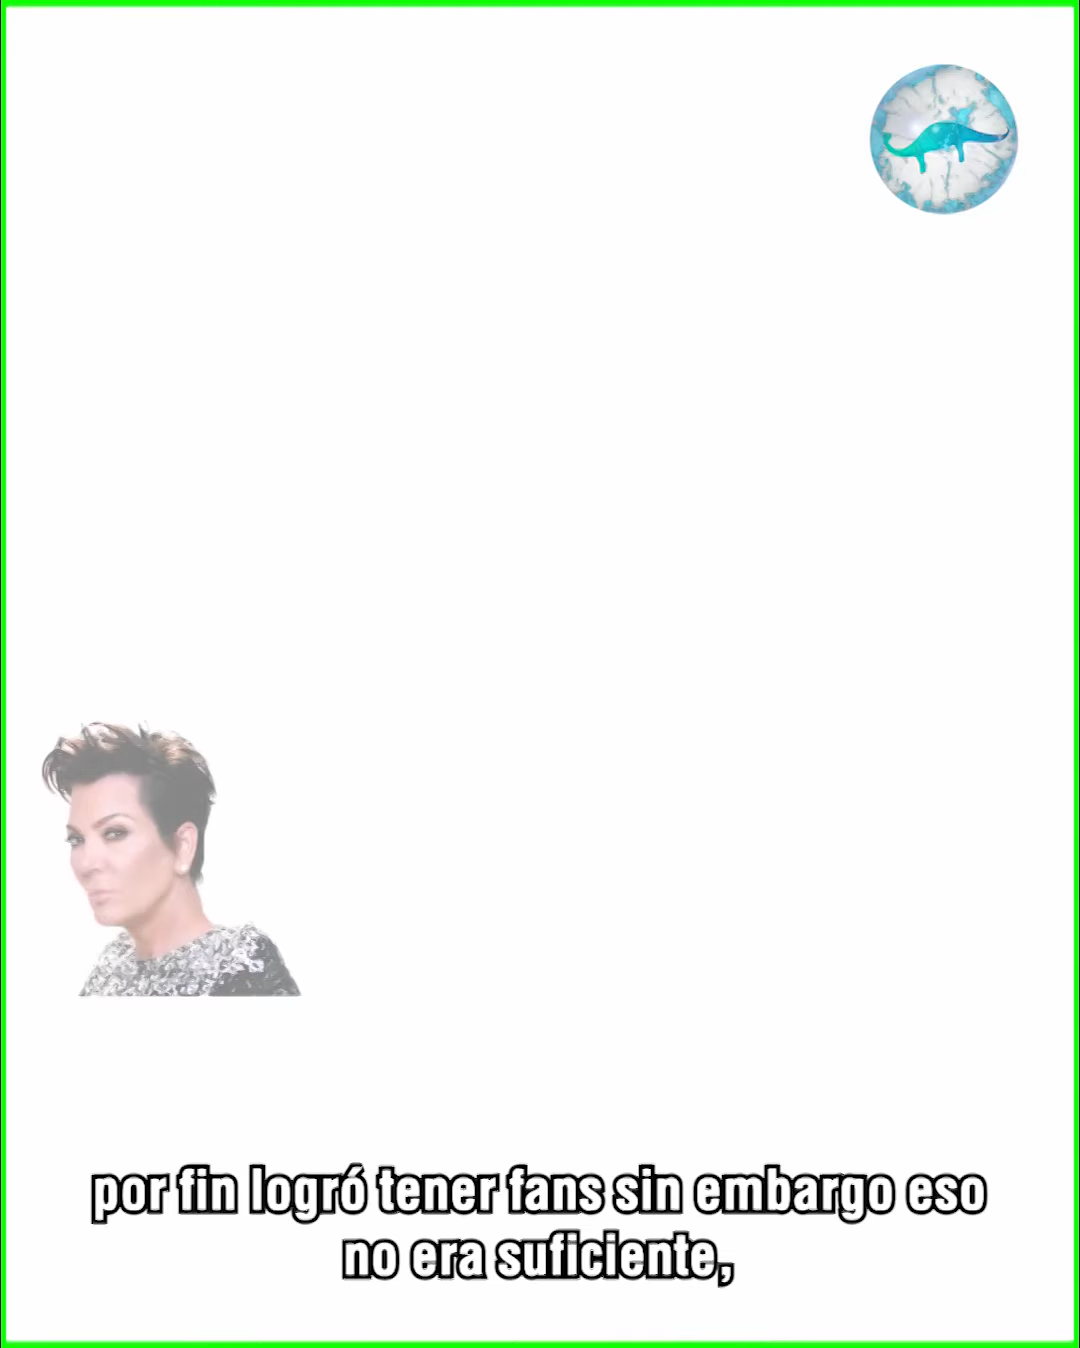 por fin logró tener fans sin embargo eso
no era suficiente,